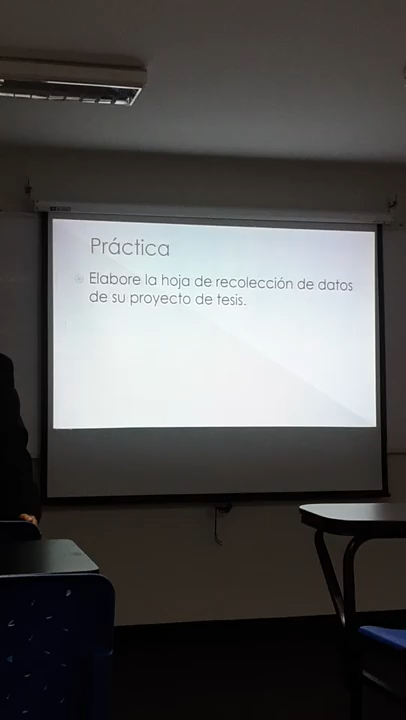 Práctica
Elabore la hoja de recolección de datos
de su proyecto de tesis.